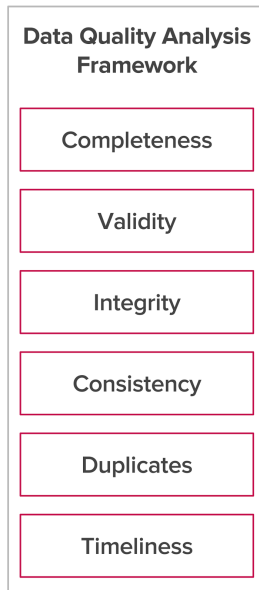 Data Quality Analysis
Framework
Completeness
Validity
Integrity
Consistency
Duplicates
Timeliness